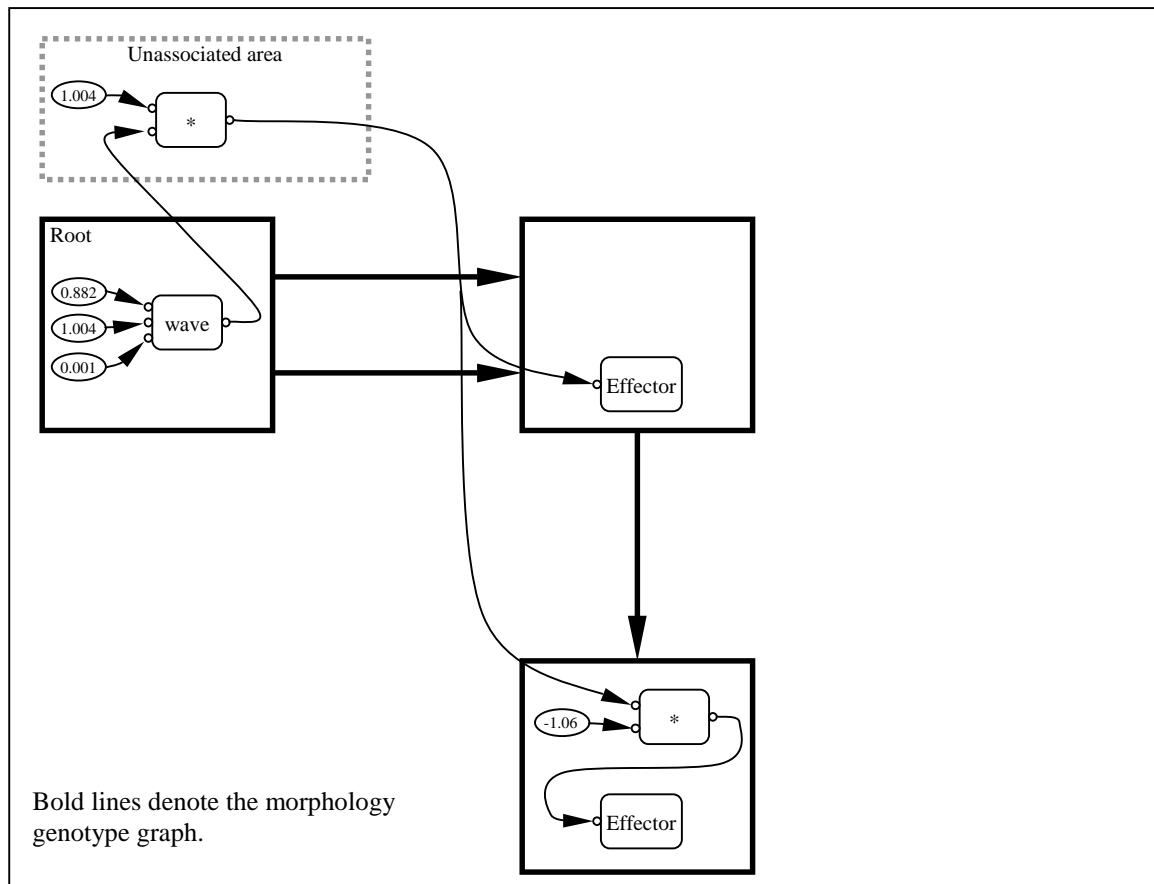 Unassociated area
1.004
*
Root
0.882
1.004
0.001
wave
Effector
-1.06
*
Effector
Bold lines denote the morphology
genotype graph.